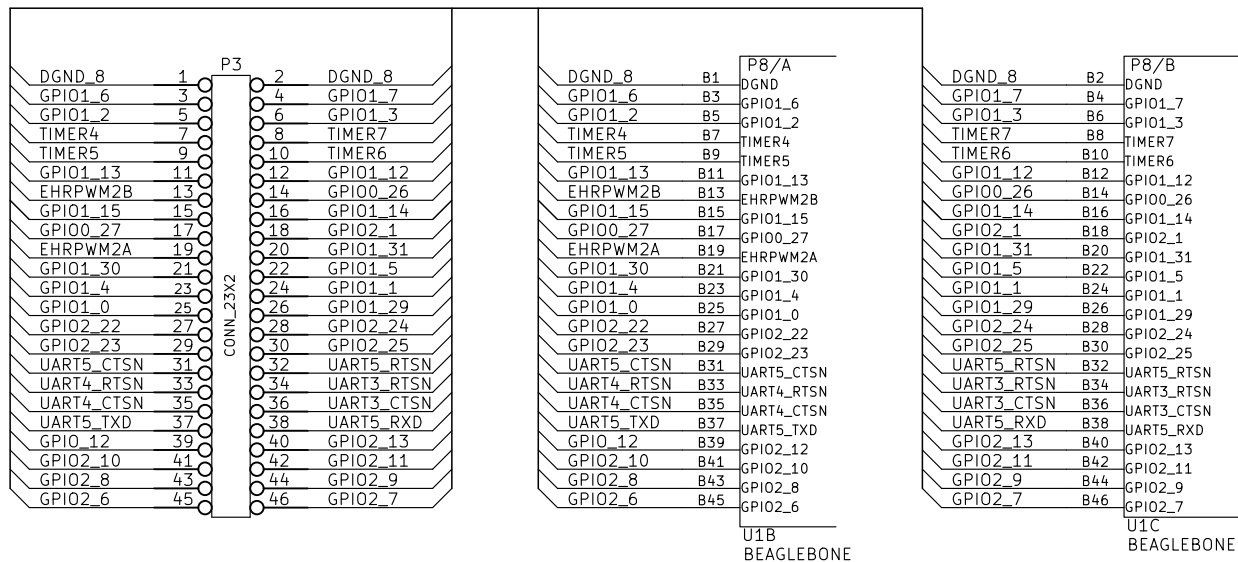 P3
DGND_8 1 2 DGND_8
GPIO1_6 3 4 GPIO1_7
GPIO1_2 5 6 GPIO1_3
TIMER4 7 8 TIMER7
TIMER5 9 10 TIMER6
GPIO1_13 11 12 GPIO1_12
EHRPWM2B 13 14 GPIO0_26
GPIO1_15 15 16 GPIO1_14
GPIO0_27 17 18 GPIO2_1
EHRPWM2A 19 20 GPIO1_31
GPIO1_30 21 22 GPIO1_5
GPIO1_4 23 24 GPIO1_1
GPIO1_0 25 26 GPIO1_29
GPIO2_22 27 28 GPIO2_24
GPIO2_23 29 30 GPIO2_25
UART5_CTSN 31 32 UART5_RTSN
UART4_RTSN 33 34 UART3_RTSN
UART4_CTSN 35 36 UART3_CTSN
UART5_TXD 37 38 UART5_RXD
GPIO_12 39 40 GPIO2_13
GPIO2_10 41 42 GPIO2_11
GPIO2_8 43 44 GPIO2_9
GPIO2_6 45 46 GPIO2_7
CONN_23X2
P8/A
DGND_8 B1 DGND
GPIO1_6 B3 GPIO1_6
GPIO1_2 B5 GPIO1_2
TIMER4 B7 TIMER4
TIMER5 B9 TIMER5
GPIO1_13 B11 GPIO1_13
EHRPWM2B B13 EHRPWM2B
GPIO1_15 B15 GPIO1_15
GPIO0_27 B17 GPIO0_27
EHRPWM2A B19 EHRPWM2A
GPIO1_30 B21 GPIO1_30
GPIO1_4 B23 GPIO1_4
GPIO1_0 B25 GPIO1_0
GPIO2_22 B27 GPIO2_22
GPIO2_23 B29 GPIO2_23
UART5_CTSN B31 UART5_CTSN
UART4_RTSN B33 UART4_RTSN
UART4_CTSN B35 UART4_CTSN
UART5_TXD B37 UART5_TXD
GPIO_12 B39 GPIO2_12
GPIO2_10 B41 GPIO2_10
GPIO2_8 B43 GPIO2_8
GPIO2_6 B45 GPIO2_6
U1B
BEAGLEBONE
P8/B
DGND_8 B2 DGND
GPIO1_7 B4 GPIO1_7
GPIO1_3 B6 GPIO1_3
TIMER7 B8 TIMER7
TIMER6 B10 TIMER6
GPIO1_12 B12 GPIO1_12
GPIO0_26 B14 GPIO0_26
GPIO1_14 B16 GPIO1_14
GPIO2_1 B18 GPIO2_1
GPIO1_31 B20 GPIO1_31
GPIO1_5 B22 GPIO1_5
GPIO1_1 B24 GPIO1_1
GPIO1_29 B26 GPIO1_29
GPIO2_24 B28 GPIO2_24
GPIO2_25 B30 GPIO2_25
UART5_RTSN B32 UART5_RTSN
UART3_RTSN B34 UART3_RTSN
UART3_CTSN B36 UART3_CTSN
UART5_RXD B38 UART5_RXD
GPIO2_13 B40 GPIO2_13
GPIO2_11 B42 GPIO2_11
GPIO2_9 B44 GPIO2_9
GPIO2_7 B46 GPIO2_7
U1C
BEAGLEBONE